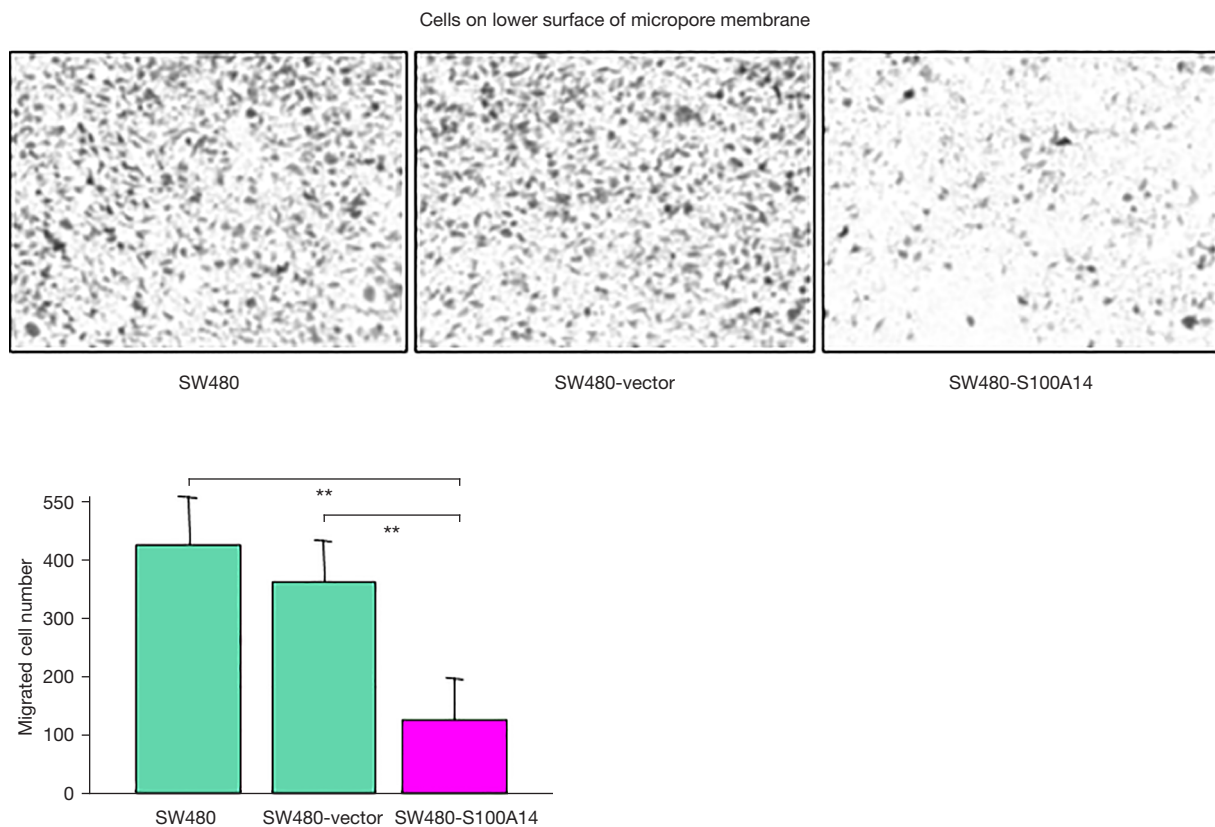 Cells on lower surface of micropore membrane
SW480
SW480-vector
SW480-S100A14
**
**
550
400
300
200
100
0
Migrated cell number
SW480
SW480-vector
SW480-S100A14